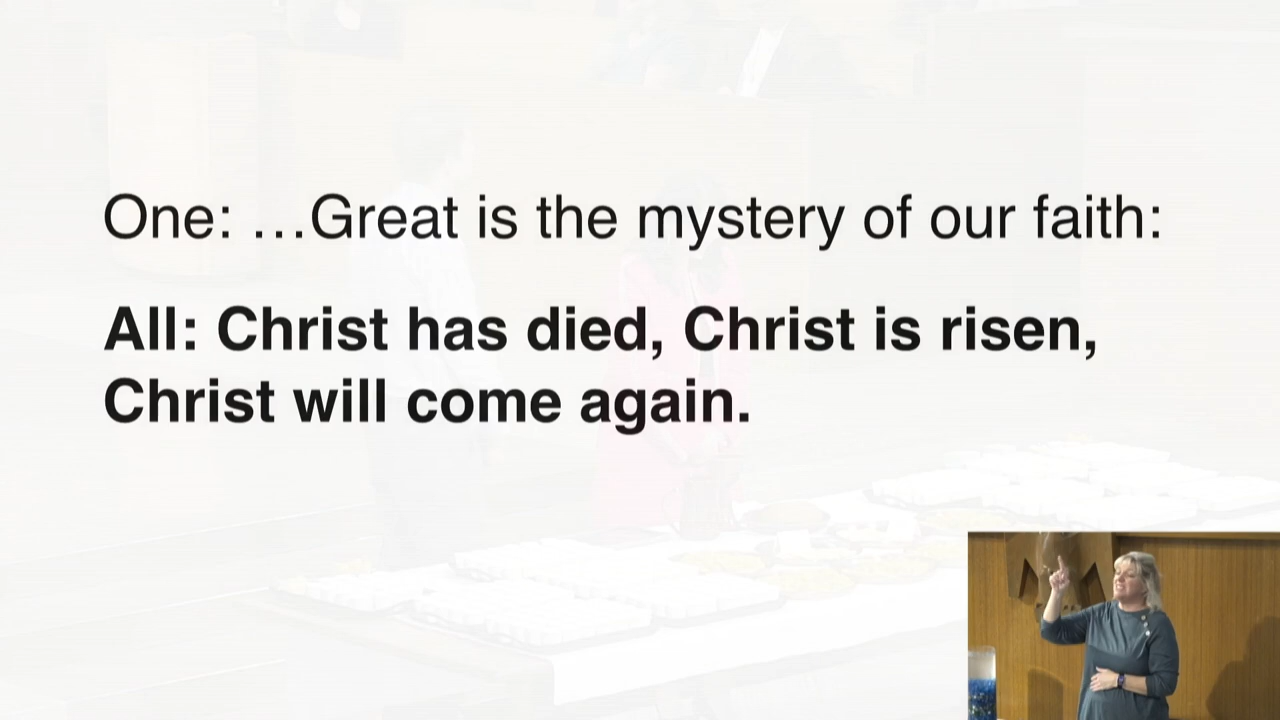 One: …Great is the mystery of our faith:
All: Christ has died, Christ is risen,
Christ will come again.